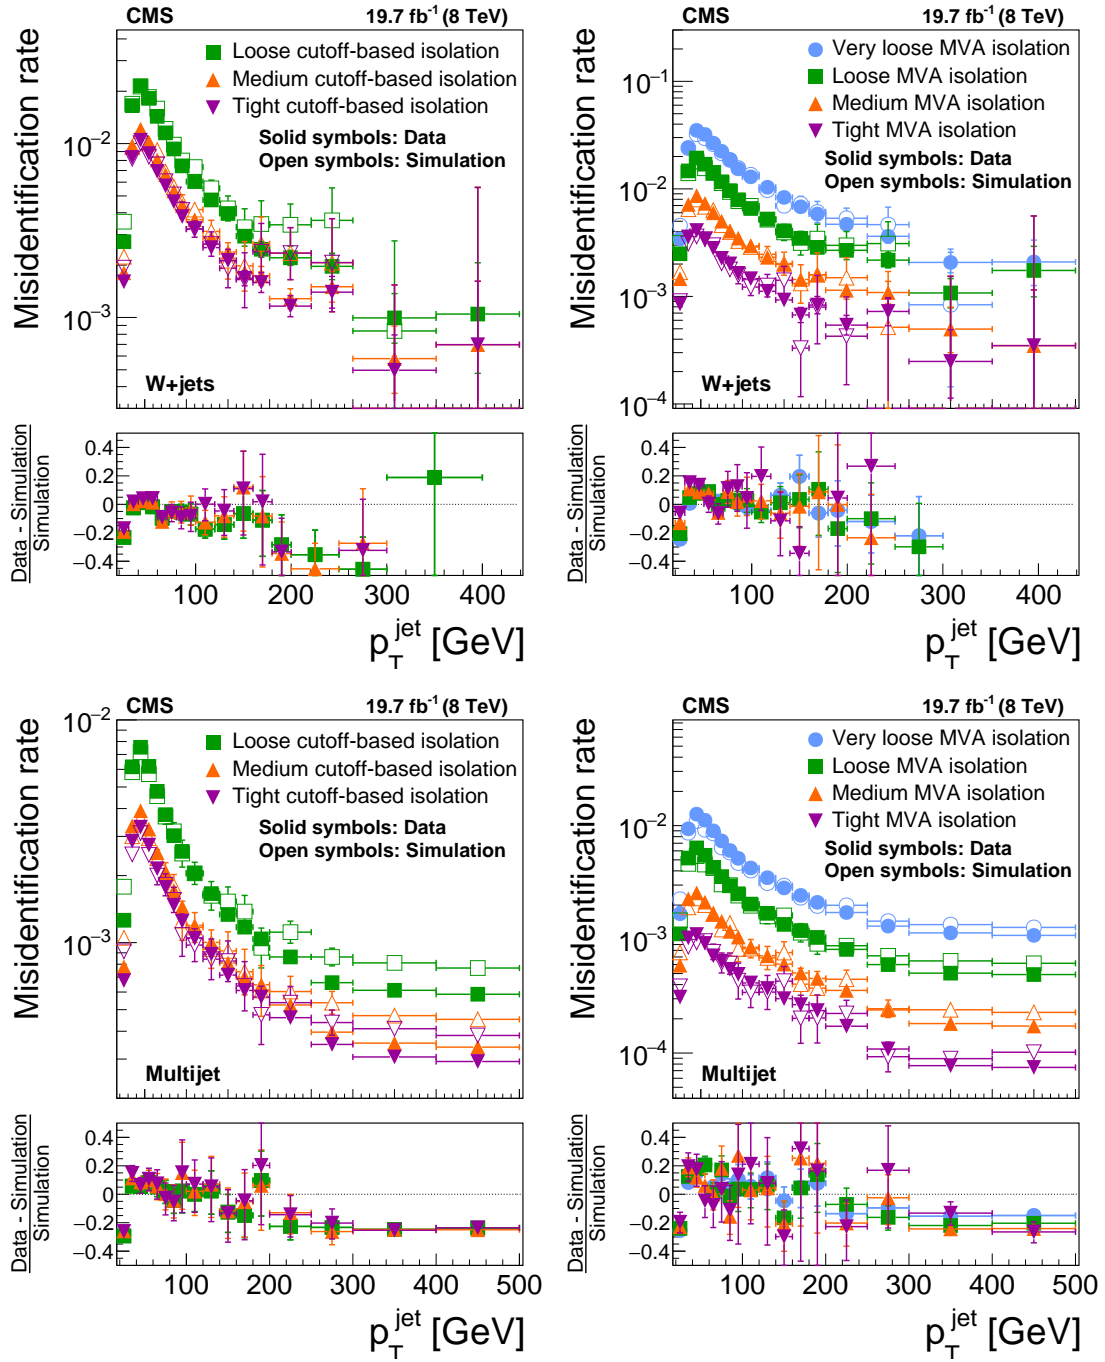 CMS 19.7 fb-1 (8 TeV)
Misidentification rate
Loose cutoff-based isolation
Medium cutoff-based isolation
Tight cutoff-based isolation
Solid symbols: Data
Open symbols: Simulation
10−2
10−3
W+jets
Data - Simulation
Simulation
0.4
0.2
0
−0.2
−0.4
100 200 300 400
pTjet [GeV]
CMS 19.7 fb-1 (8 TeV)
Misidentification rate
Very loose MVA isolation
Loose MVA isolation
Medium MVA isolation
Tight MVA isolation
Solid symbols: Data
Open symbols: Simulation
10−1
10−2
10−3
10−4
W+jets
Data - Simulation
Simulation
0.4
0.2
0
−0.2
−0.4
100 200 300 400
pTjet [GeV]
CMS 19.7 fb-1 (8 TeV)
Misidentification rate
Loose cutoff-based isolation
Medium cutoff-based isolation
Tight cutoff-based isolation
Solid symbols: Data
Open symbols: Simulation
10−2
10−3
Multijet
Data - Simulation
Simulation
0.4
0.2
0
−0.2
−0.4
100 200 300 400 500
pTjet [GeV]
CMS 19.7 fb-1 (8 TeV)
Misidentification rate
Very loose MVA isolation
Loose MVA isolation
Medium MVA isolation
Tight MVA isolation
Solid symbols: Data
Open symbols: Simulation
10−2
10−3
10−4
Multijet
Data - Simulation
Simulation
0.4
0.2
0
−0.2
−0.4
100 200 300 400 500
pTjet [GeV]